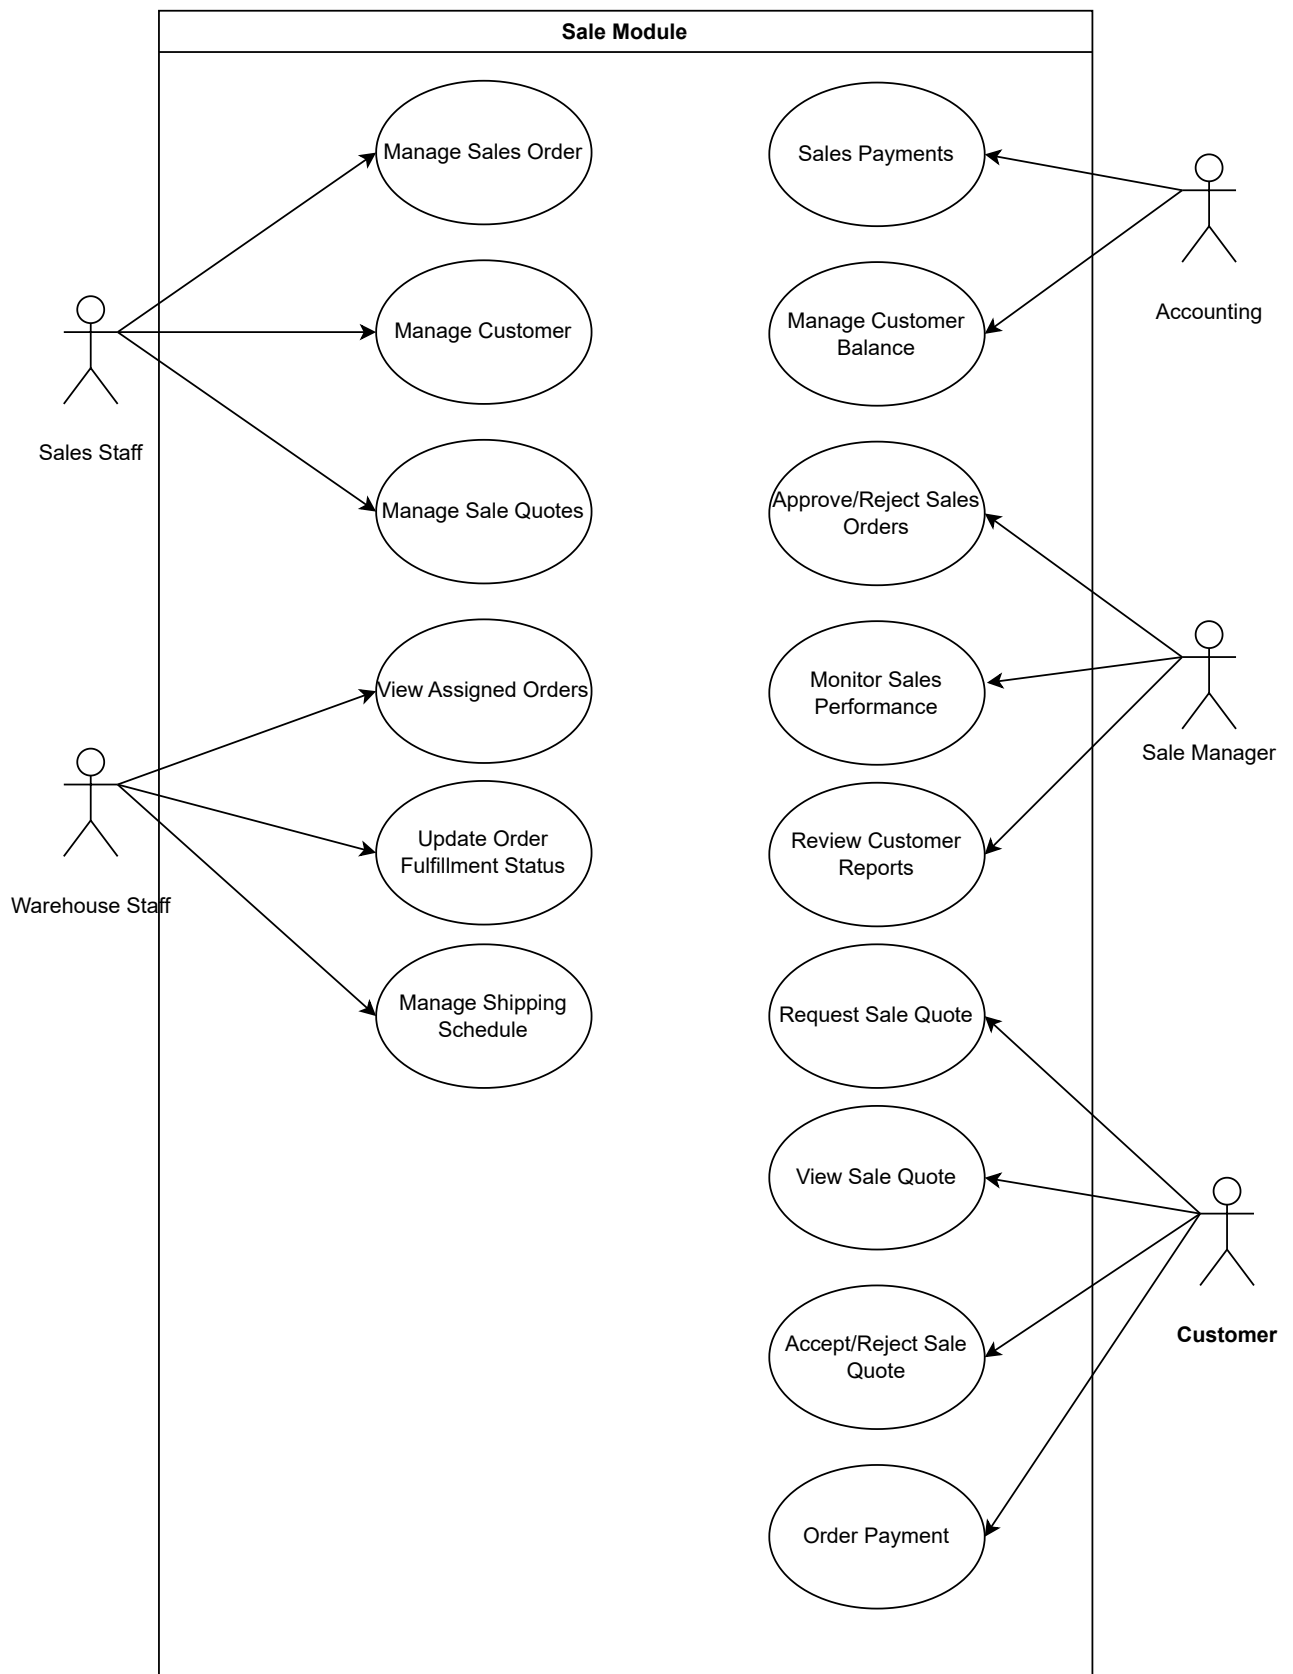 Sale Module
Manage Sales Order
Sales Payments
Accounting
Manage Customer
Manage Customer
Balance
Sales Staff
Manage Sale Quotes
Approve/Reject Sales
Orders
View Assigned Orders
Monitor Sales
Performance
Sale Manager
Update Order
Fulfillment Status
Review Customer
Reports
Warehouse Staff
Manage Shipping
Schedule
Request Sale Quote
View Sale Quote
Customer
Accept/Reject Sale
Quote
Order Payment